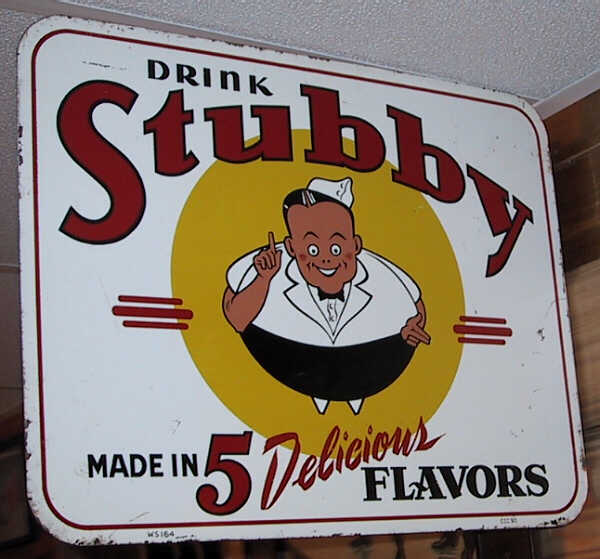 DRINK
Stubby
MADE IN 5 Delicious
FLAVORS